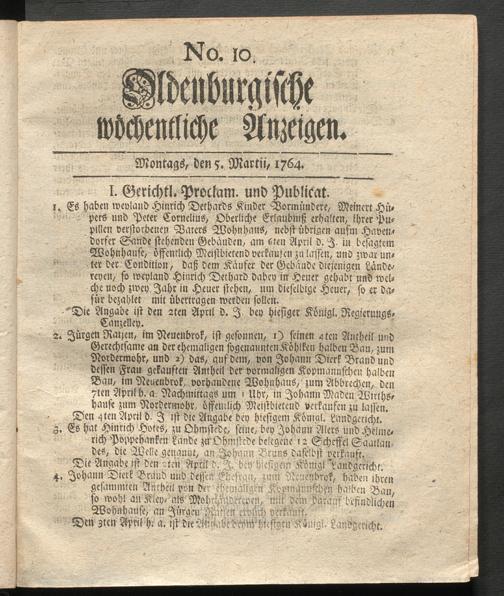 No. 10.
Oldenburgische
wöchentliche Anzeigen.
Montags, den 5. Martii, 1764.
I. Gerichtl. Proclam. und Publicat.
1. Es haben weyland Hinrich Dethards Kinder Vormündere, Meinert Hü-
pers und Peter Cornelius, Oberliche Erlaubniß erhalten, ihrer Pu-
pillen verstorbenen Vaters Wohnhaus, nebst übrigen aufm Haven-
dorfer Sande stehenden Gebäuden, am 6ten April d. J. in besagtem
Wohnhause, öffentlich Meistbietend verkaufen zu lassen, und zwar un-
ter der Condition, daß dem Käufer der Gebäude diejenigen Lände-
reyen, so weyland Hinrich Dethard dabey in Heuer gehabt und wel-
che noch zwey Jahr in Heuer stehen, um dieselbige Heuer, so er da-
für bezahlt mit übertragen werden sollen.
Die Angabe ist den 2ten April d. J. bey hiesiger Königl. Regierungs-
Canzelley.
2. Jürgen Ratzen, im Neuenbrok, ist gesonnen, 1) seinen 4ten Antheil und
Gerechtsame an der ehemaligen sogenannten Köhlken halben Bau, zum
Nordermohr, und 2) das, auf dem, von Johann Dierk Brand und
dessen Frau gekauften Antheil der vormaligen Kopmannschen halben
Bau, im Neuenbrok, vorhandene Wohnhaus, zum Abbrechen, den
7ten April h. a. Nachmittags um 1 Uhr, in Johann Maden Wirths-
hause zum Nordermohr, öffentlich Meistbietend verkaufen zu lassen.
Den 4ten April d. J ist die Angabe bey hiesigem Königl. Landgericht.
3. Es hat Hinrich Hotes, zu Ohmstede, seine, bey Johann Alers und Heine-
rich Poppehanken Lande zu Ohmstede belegene 12 Scheffel Saatlan-
des, die Welle genannt, an Johann Bruns daselbst verkauft.
Die Angabe ist den 2ten April d. J. bey hiesigem Königl Landgericht.
4. Johann Dierk Brand und dessen Ehefrau, zum Neuenbrok, haben ihren
gesammten Antheil von der ehemaligen Kopmannschen halben Bau,
so wohl an Kley- als Mohrländereyen, mit dem darauf befindlichen
Wohnhause, an Jürgen verkauft.
Den 3ten April h. a. ist die Angabe beym hiesigen Königl. Landgericht.